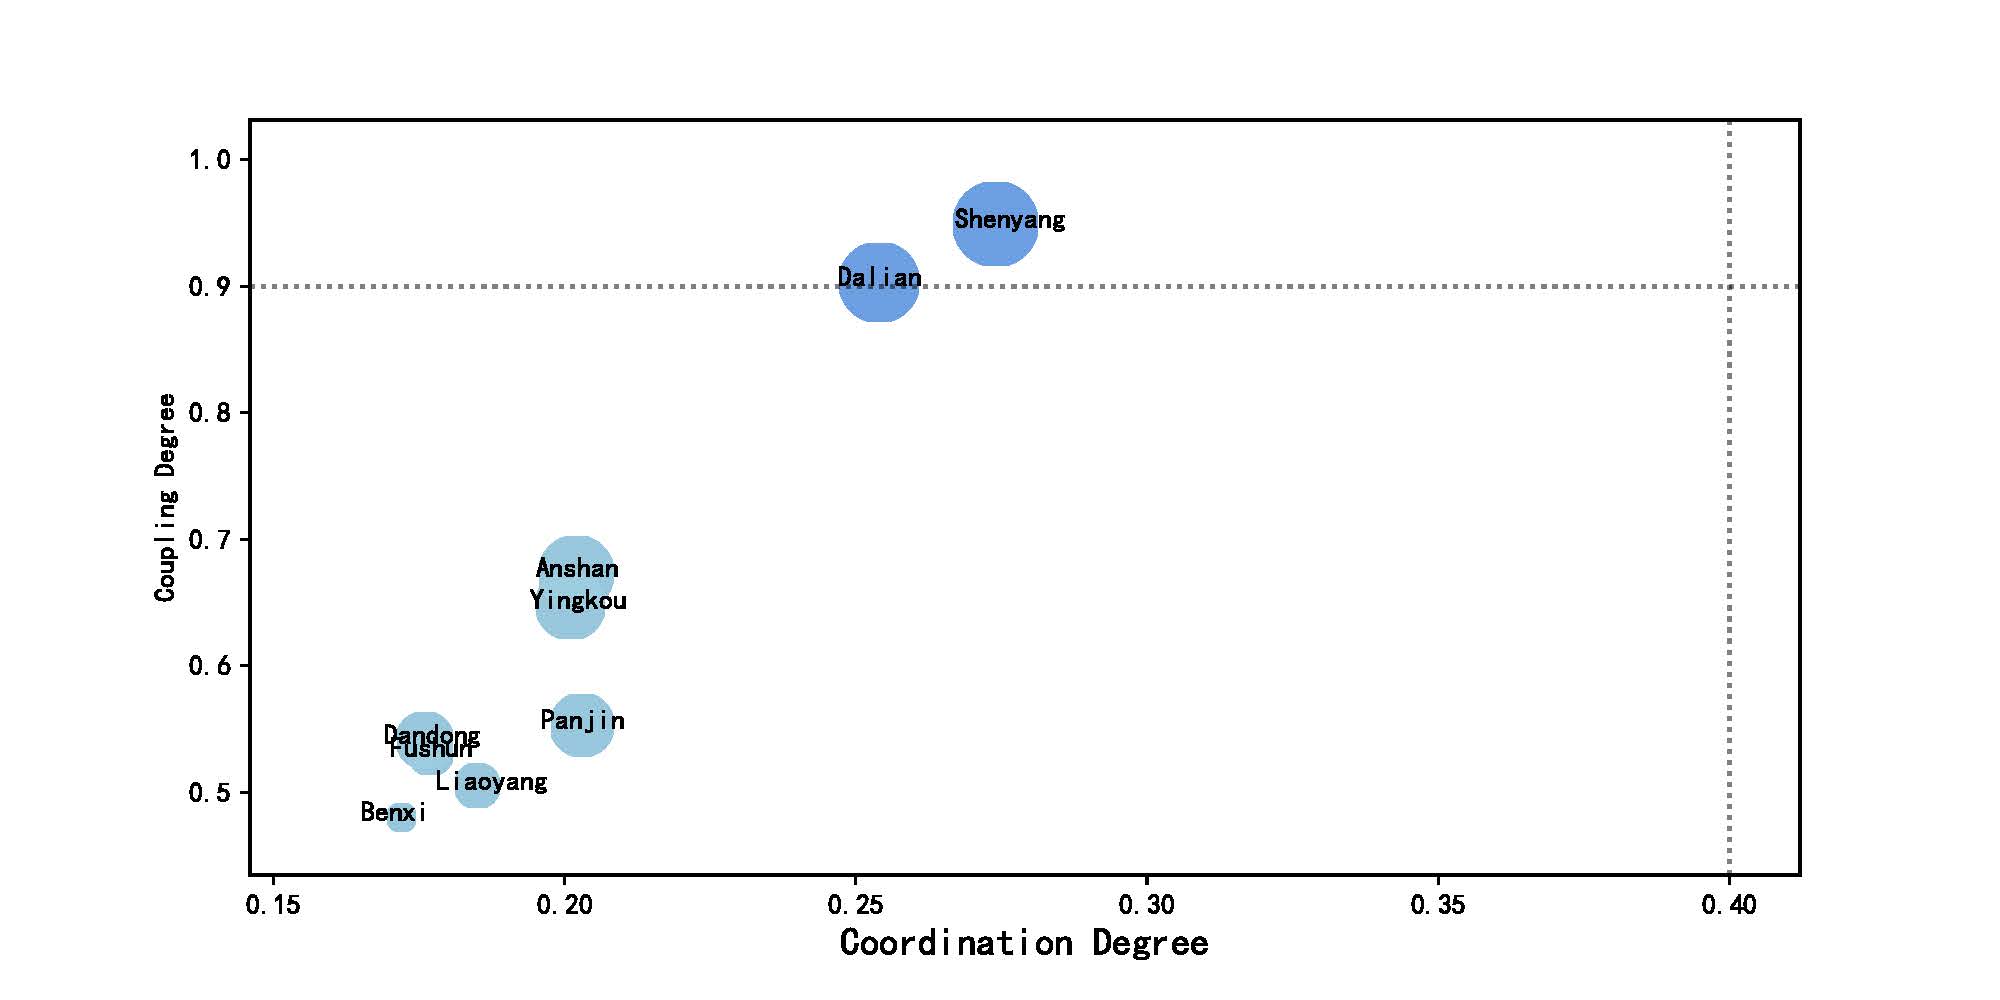 1.0
0.9
0.8
0.7
0.6
0.5
Coupling Degree
Shenyang
Dalian
Anshan
Yingkou
Panjin
Dandong
Fushun
Liaoyang
Benxi
0.15 0.20 0.25 0.30 0.35 0.40
Coordination Degree